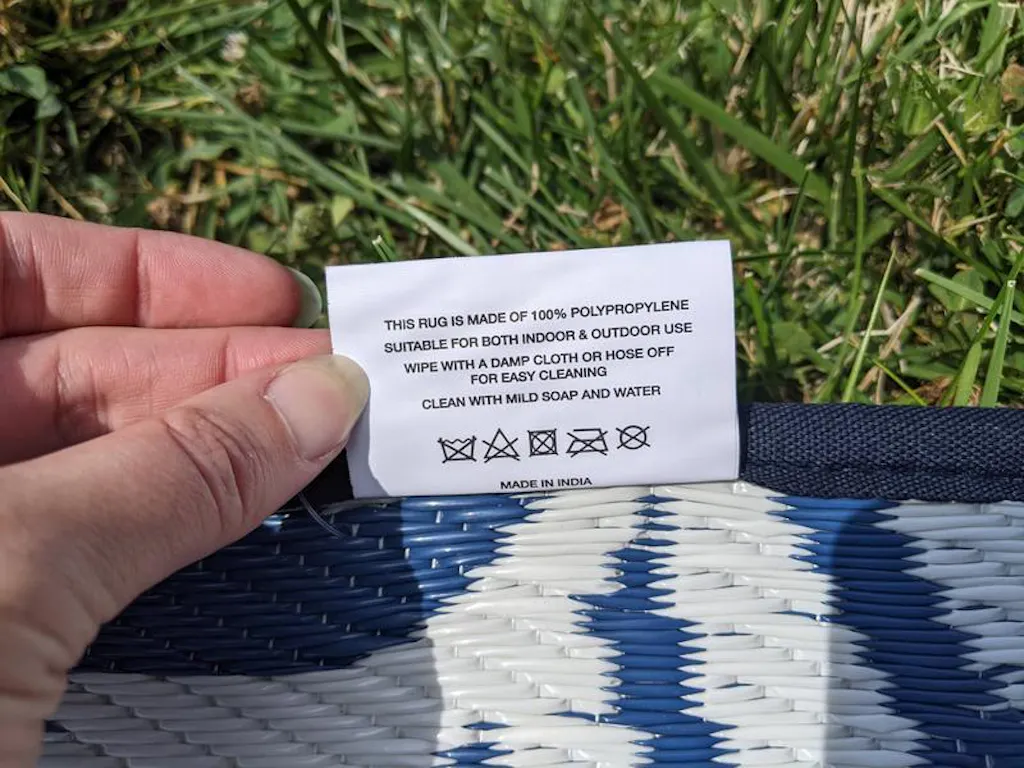 THIS RUG IS MADE OF 100% POLYPROPYLENE
SUITABLE FOR BOTH INDOOR & OUTDOOR USE
WIPE WITH A DAMP CLOTH OR HOSE OFF
FOR EASY CLEANING
CLEAN WITH MILD SOAP AND WATER
MADE IN INDIA